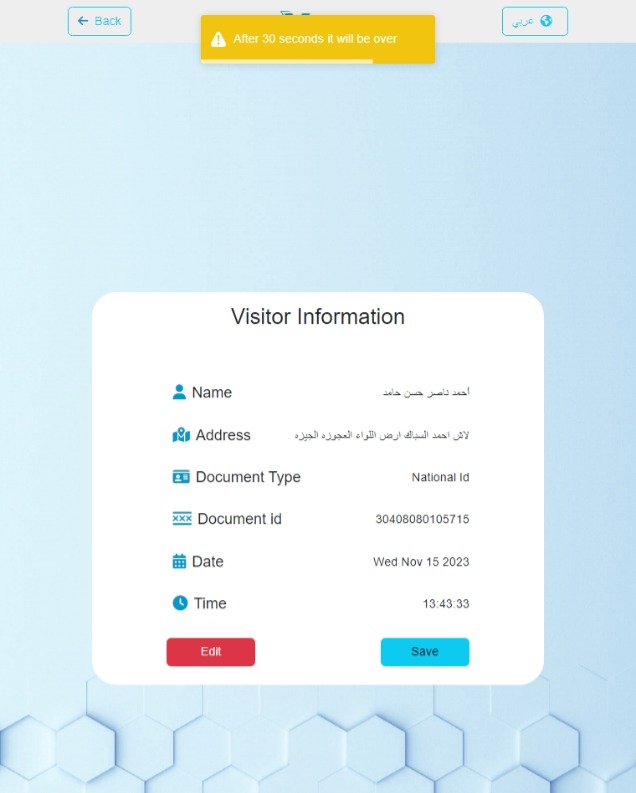 Back
After 30 seconds it will be over
عربي
Visitor Information
Name
أحمد ناصر حسن حامد
Address
لاش احمد السباك ارض اللواء العجوزه الجيزه
Document Type
National Id
Document id
30408080105715
Date
Wed Nov 15 2023
Time
13:43:33
Edit
Save